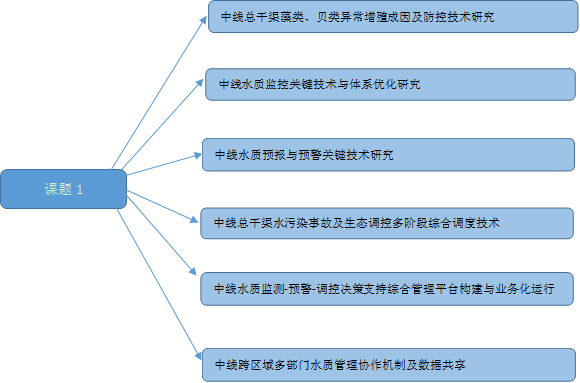 中线总干渠藻类、贝类异常增殖成因及防控技术研究
中线水质监控关键技术与体系优化研究
中线水质预报与预警关键技术研究
课题 1
中线总干渠水污染事故及生态调控多阶段综合调度技术
中线水质监测-预警-调控决策支持综合管理平台构建与业务化运行
中线跨区域多部门水质管理协作机制及数据共享